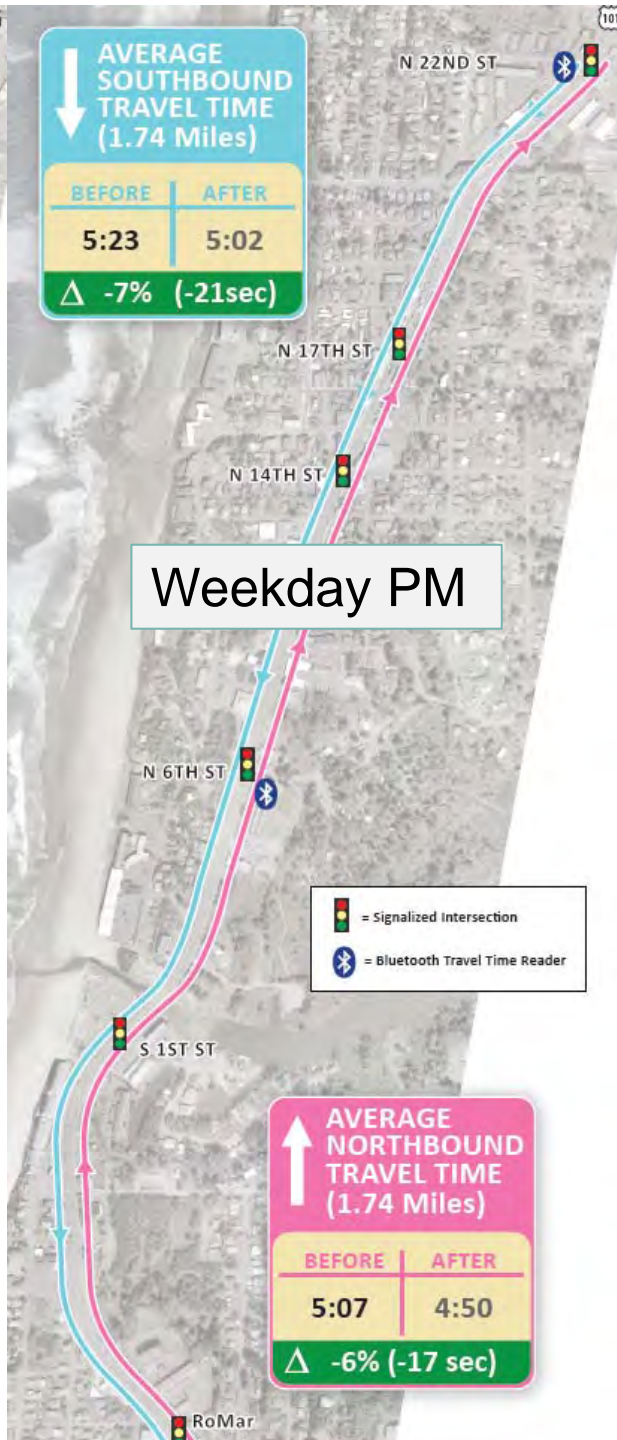 101
N 22ND ST
AVERAGE
SOUTHBOUND
TRAVEL TIME
(1.74 Miles)
BEFORE AFTER
5:23 5:02
Δ -7% (-21sec)
N 17TH ST
N 14TH ST
Weekday PM
N 6TH ST
= Signalized Intersection
= Bluetooth Travel Time Reader
S 1ST ST
AVERAGE
NORTHBOUND
TRAVEL TIME
(1.74 Miles)
BEFORE AFTER
5:07 4:50
Δ -6% (-17 sec)
RoMar